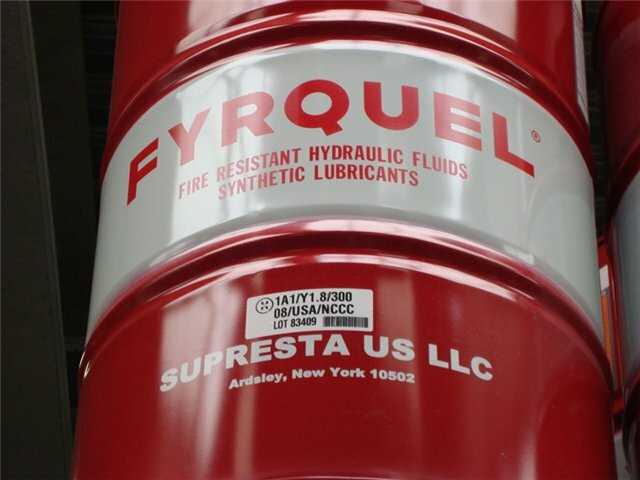 FYRQUEL®
FIRE RESISTANT HYDRAULIC FLUIDS
SYNTHETIC LUBRICANTS
1A1/Y1.8/300
08/USA/NCCC
LOT 83409
SUPRESTA US LLC
Ardsley, New York 10502